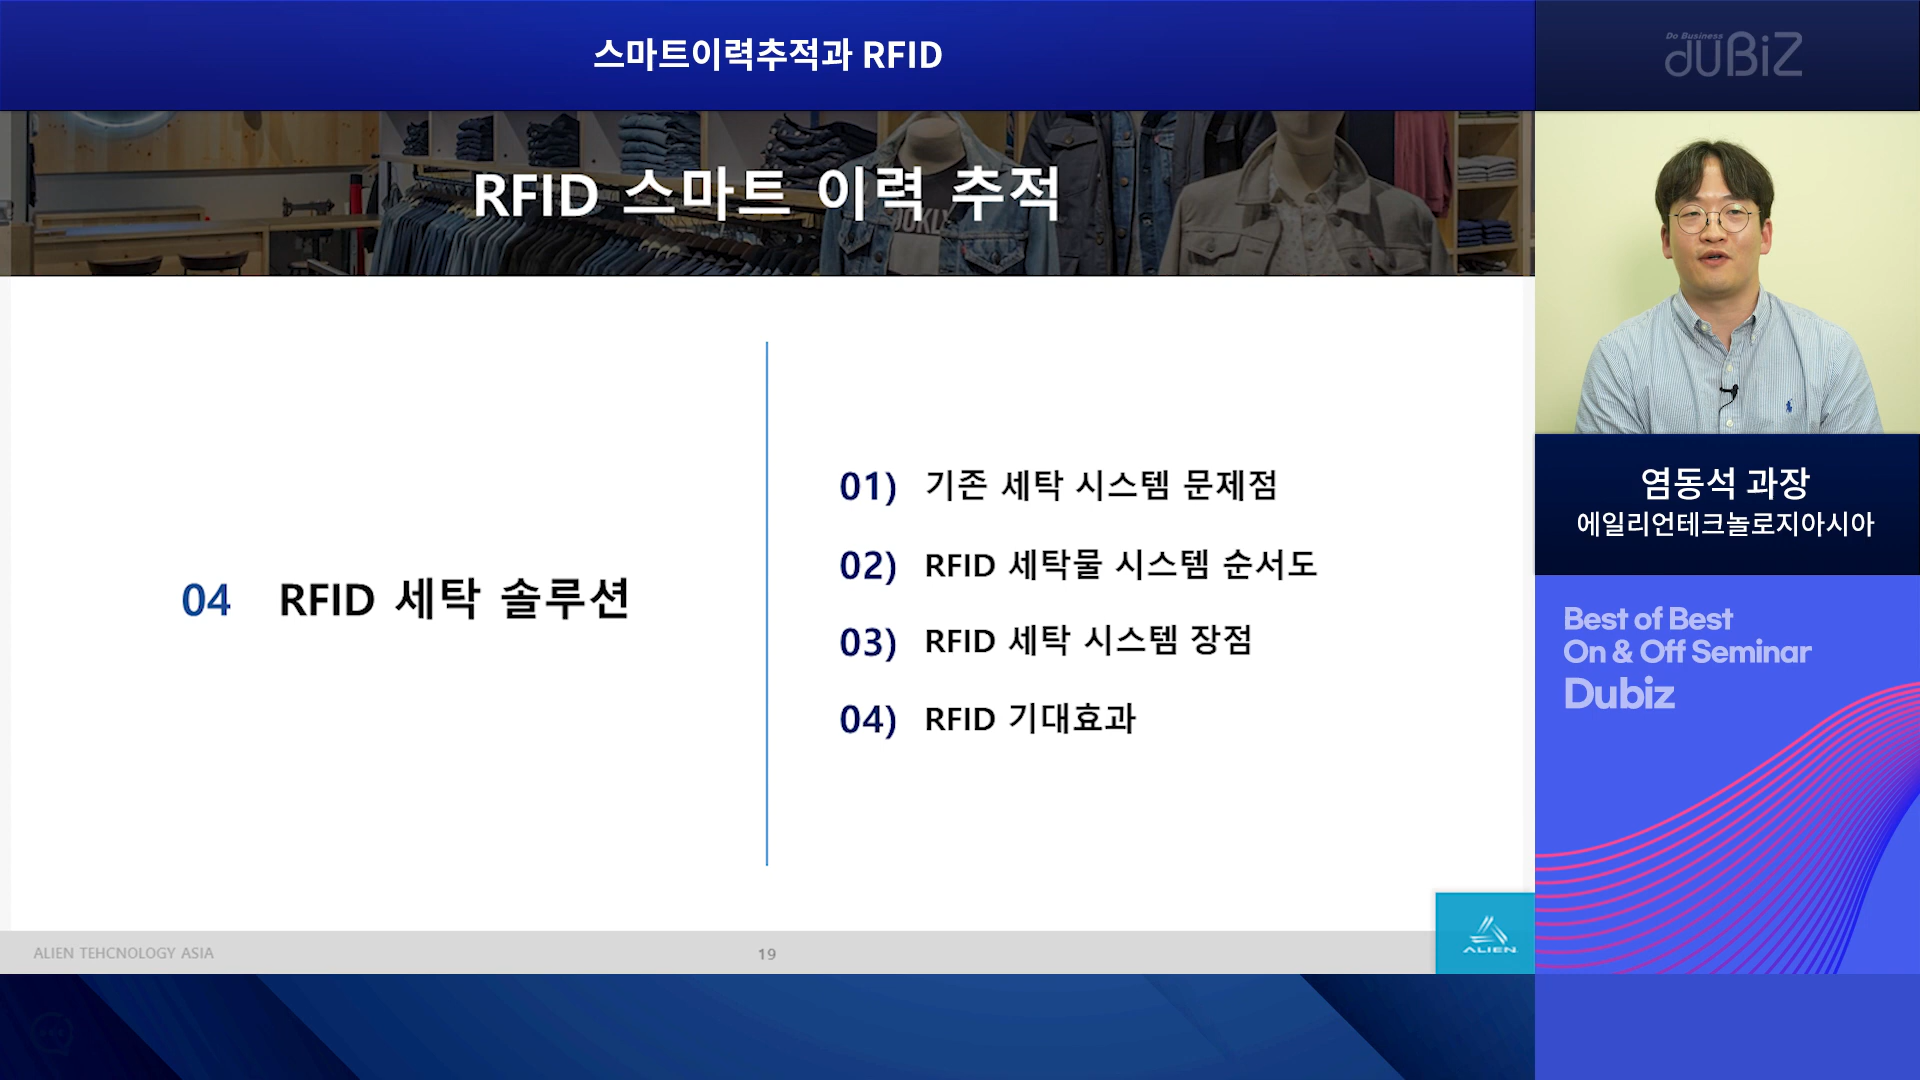 스마트이력추적과 RFID
Do Business
duBiZ
RFID 스마트 이력 추적
04 RFID 세탁 솔루션
01) 기존 세탁 시스템 문제점
02) RFID 세탁물 시스템 순서도
03) RFID 세탁 시스템 장점
04) RFID 기대효과
염동석 과장
에일리언테크놀로지아시아
Best of Best
On & Off Seminar
Dubiz
ALIEN TEHCNOLOGY ASIA
19
ALIEN